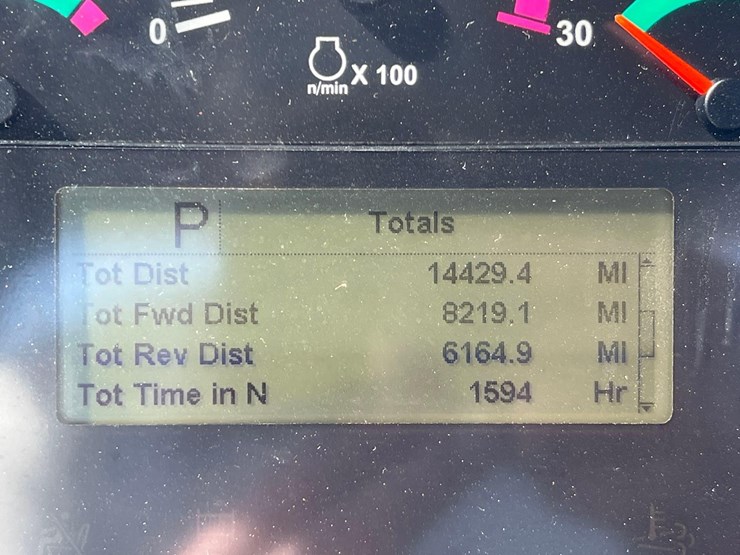 0
30
n/min X 100
P Totals
Tot Dist 14429.4 MI
Tot Fwd Dist 8219.1 MI
Tot Rev Dist 6164.9 MI
Tot Time in N 1594 Hr